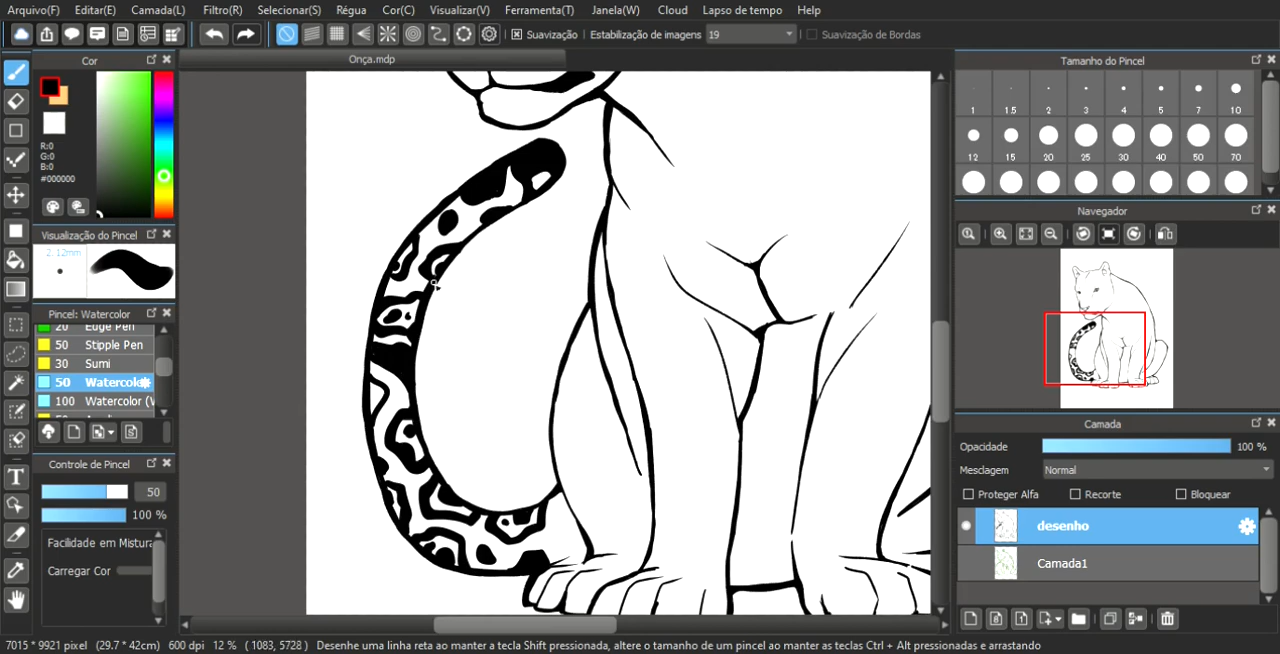 Arquivo(F) Editar(E) Camada(L) Filtro(R) Selecionar(S) Régua Cor(C) Visualizar(V) Ferramenta(T) Janela(W) Cloud Lapso de tempo Help
Suavização Estabilização de imagens 19 Suavização de Bordas
Cor
Onça.mdp
R:0
G:0
B:0
#000000
Visualização do Pincel
2.12mm
Pincel: Watercolor
20 Edge Pen
50 Stipple Pen
30 Sumi
50 Watercolo
100 Watercolor (V
Controle de Pincel
50
100 %
Facilidade em Mistura
Carregar Cor
Tamanho do Pincel
1 1.5 2 3 4 5 7 10
12 15 20 25 30 40 50 70
Navegador
Camada
Opacidade 100 %
Mesclagem Normal
Proteger Alfa Recorte Bloquear
desenho
Camada1
7015 * 9921 pixel (29.7 * 42cm) 600 dpi 12 % ( 1083, 5728 ) Desenhe uma linha reta ao manter a tecla Shift pressionada, altere o tamanho de um pincel ao manter as teclas Ctrl + Alt pressionadas e arrastando